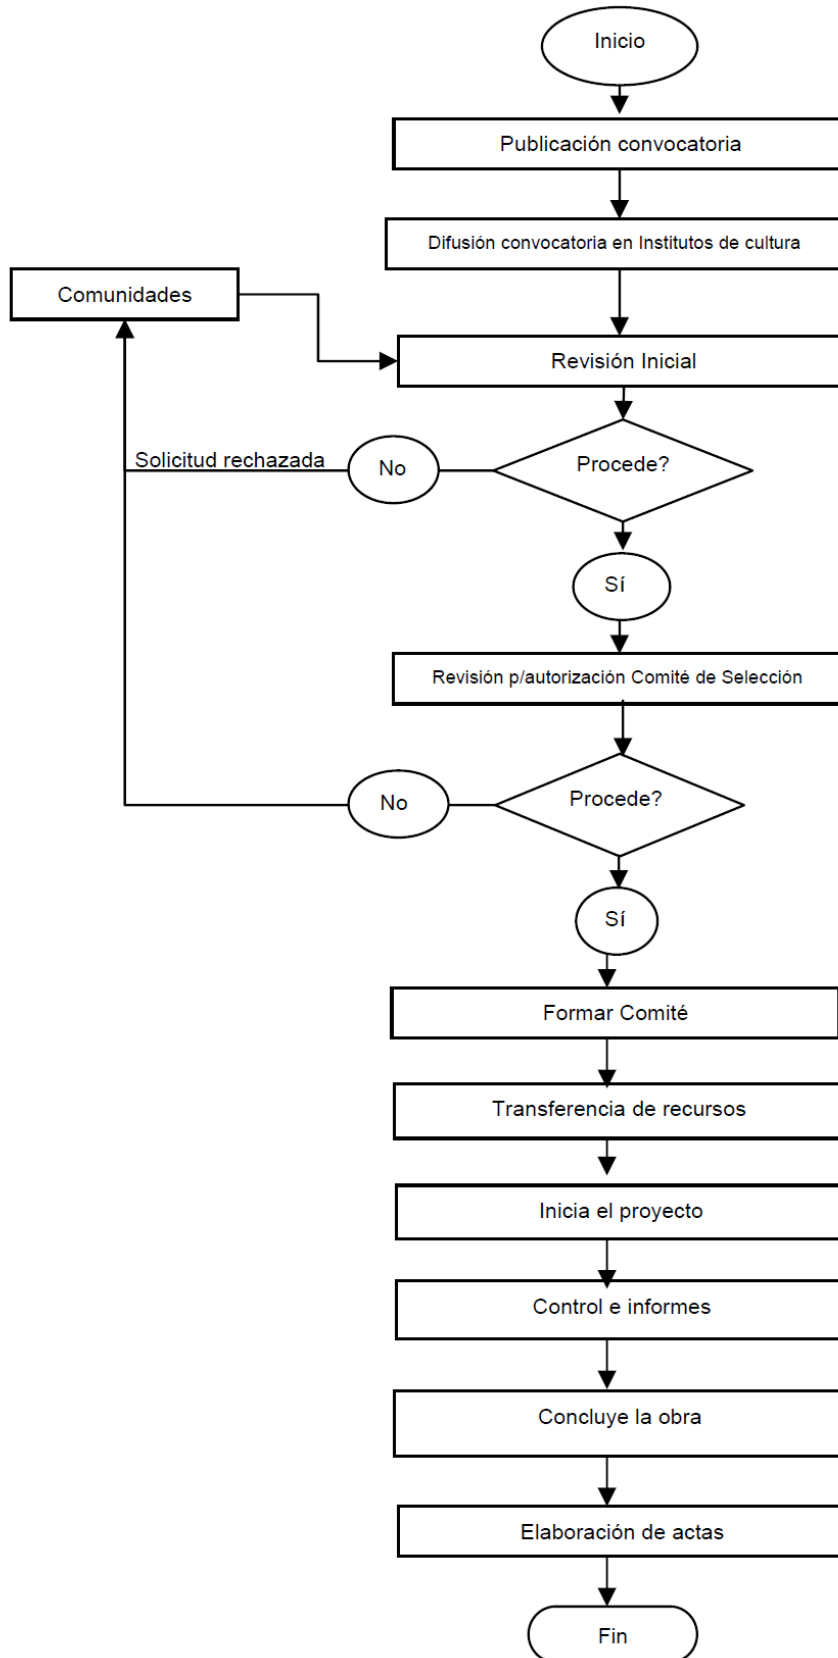 Inicio
Publicación convocatoria
Difusión convocatoria en Institutos de cultura
Comunidades
Revisión Inicial
Solicitud rechazada
No
Procede?
Sí
Revisión p/autorización Comité de Selección
No
Procede?
Sí
Formar Comité
Transferencia de recursos
Inicia el proyecto
Control e informes
Concluye la obra
Elaboración de actas
Fin